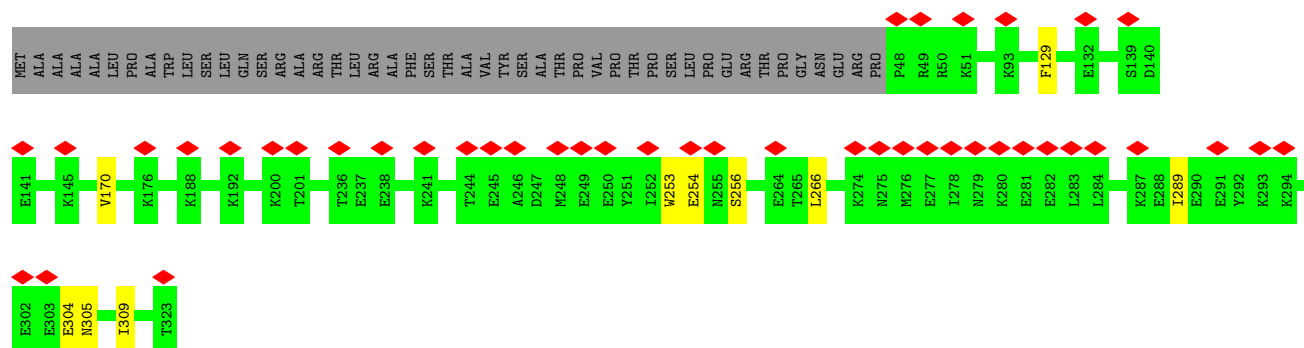 MET ALA ALA ALA ALA LEU PRO ALA TRP LEU SER LEU GLN SER ARG ALA ARG THR LEU ARG ALA PHE SER THR ALA VAL TYR SER ALA THR PRO VAL PRO THR PRO SER LEU PRO GLU ARG THR PRO GLY ASN GLU ARG PRO P48 R49 R50 K51 K93 F129 E132 S139 D140
E141 K145 V170 K176 K188 K192 K200 T201 T236 E237 E238 K241 T244 E245 A246 D247 M248 E249 E250 Y251 I252 W253 E254 N255 S256 E264 T265 L266 K274 N275 M276 E277 I278 N279 K280 E281 E282 L283 L284 K287 E288 I289 E290 E291 Y292 K293 K294
E302 E303 E304 N305 I309 T323